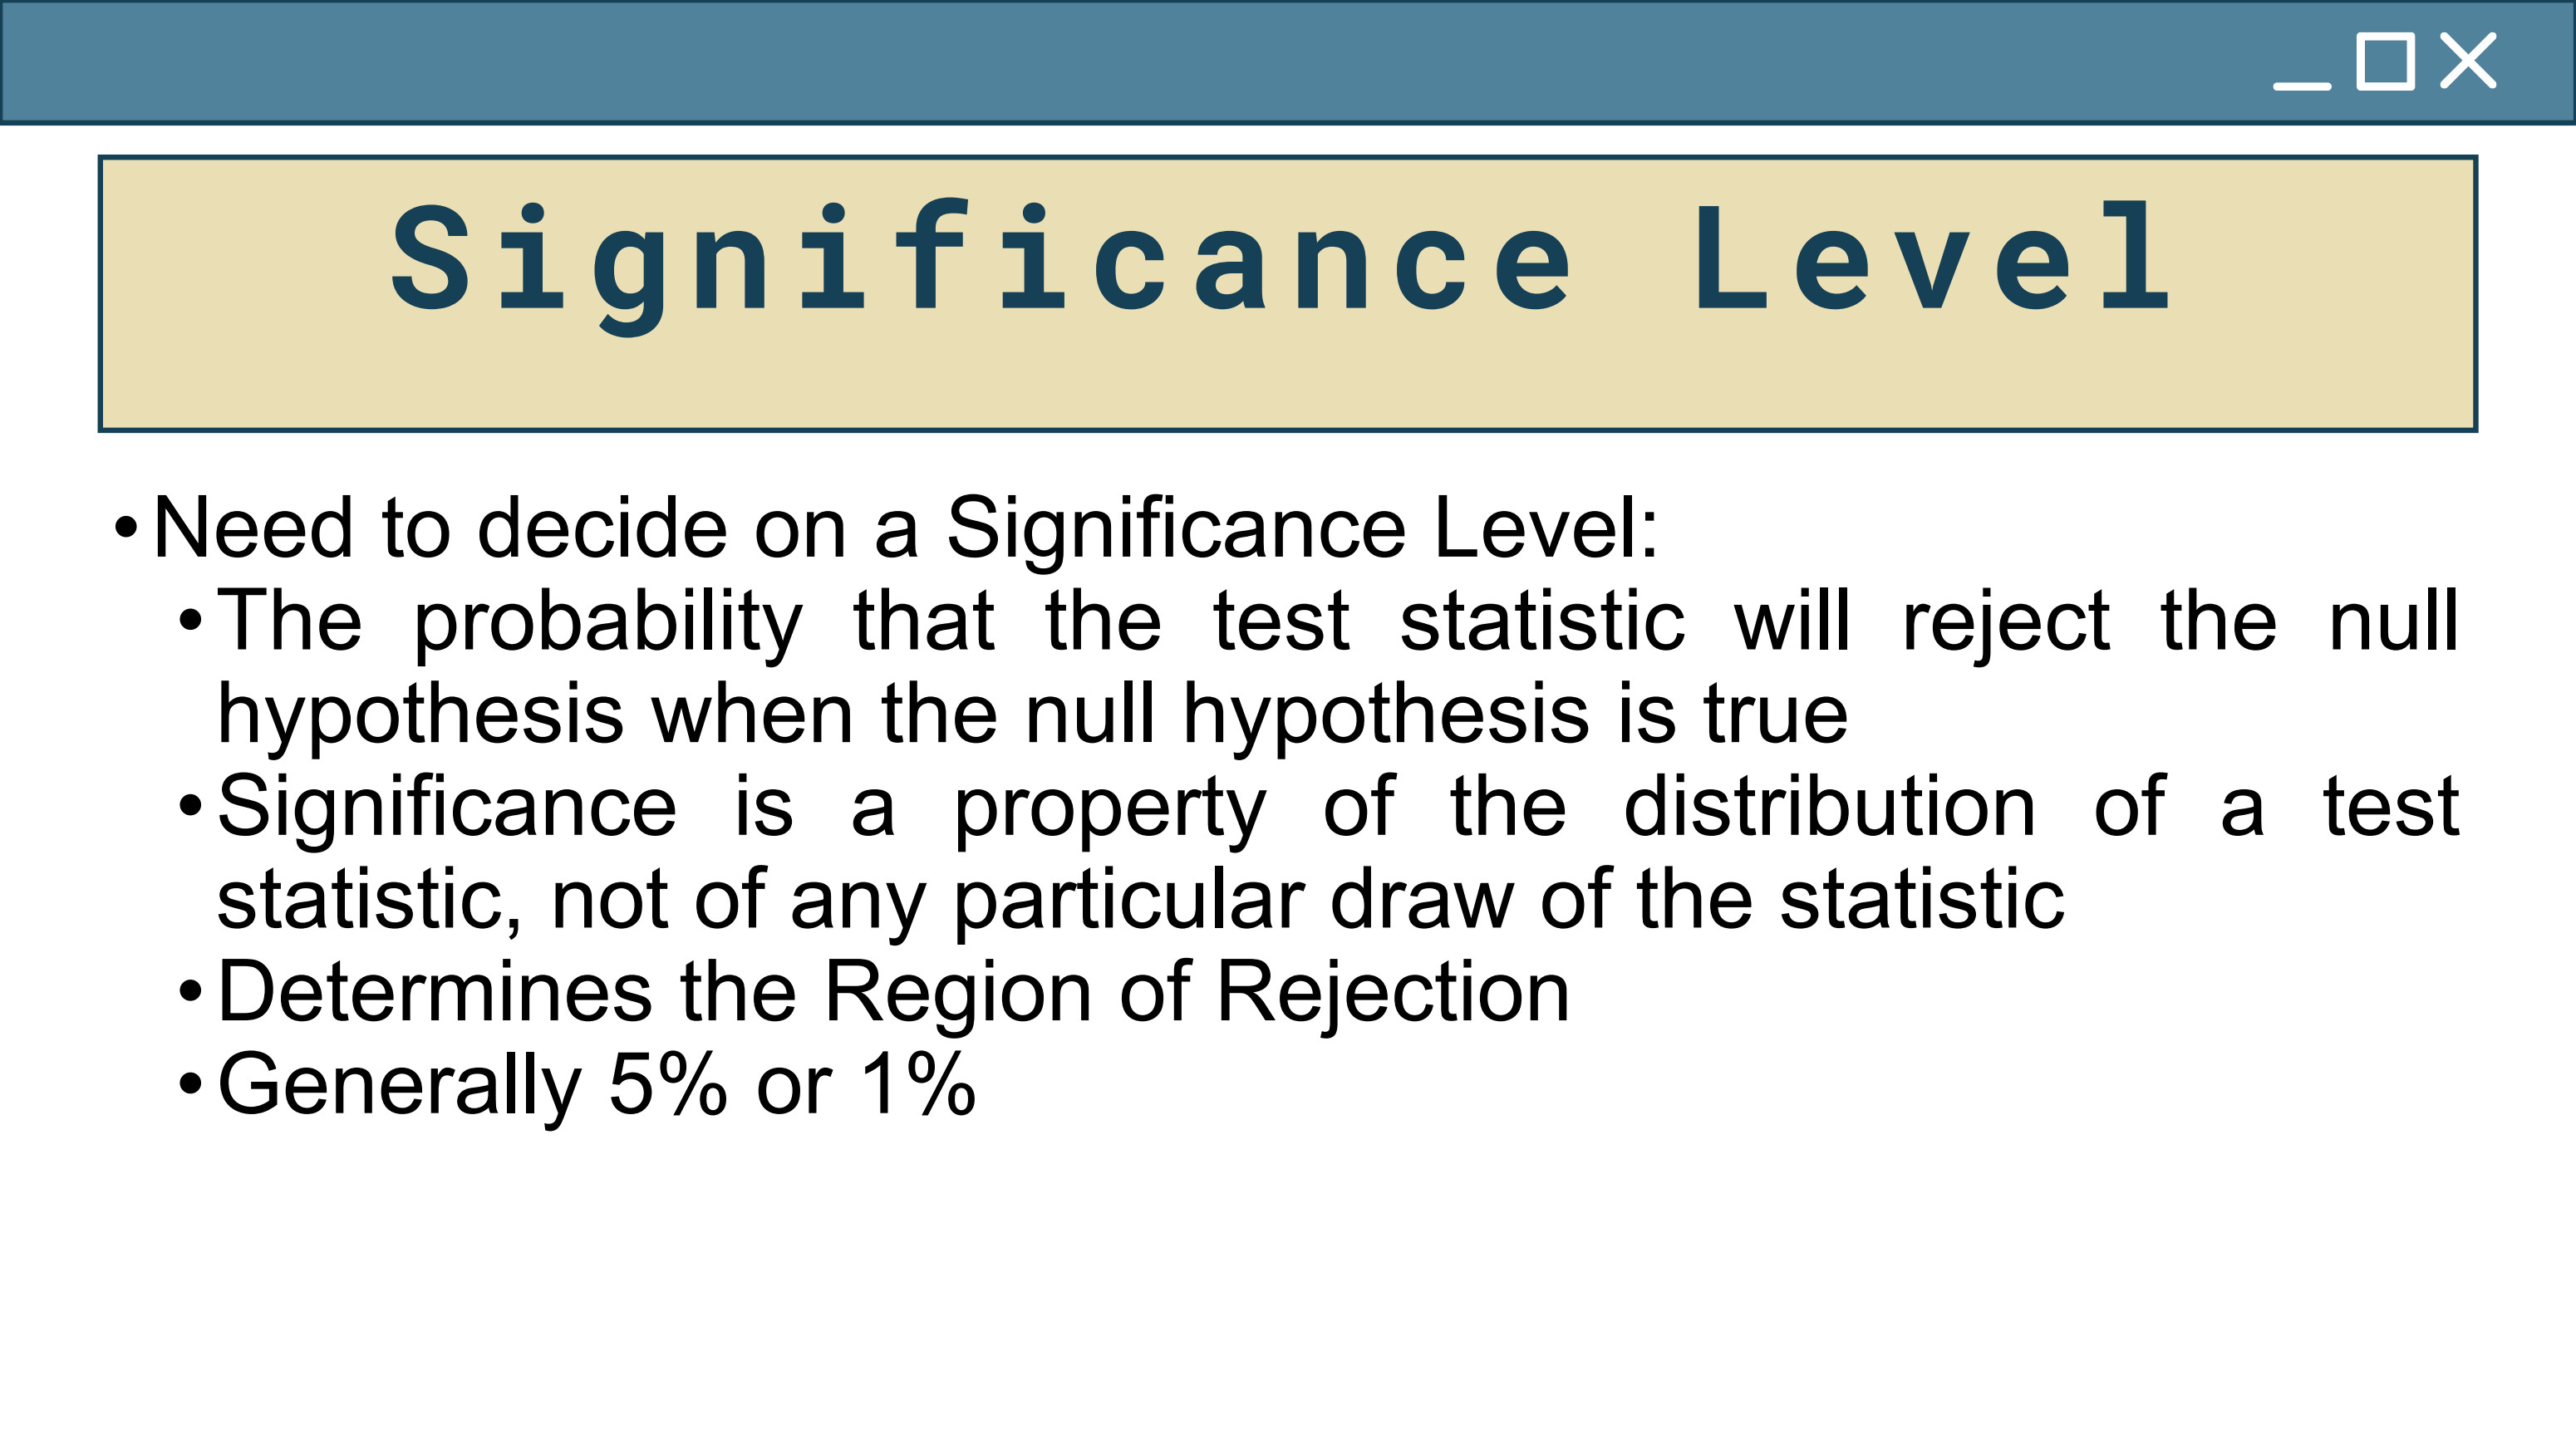 Significance Level
•Need to decide on a Significance Level:
•The probability that the test statistic will reject the null
hypothesis when the null hypothesis is true
•Significance is a property of the distribution of a test
statistic, not of any particular draw of the statistic
•Determines the Region of Rejection
•Generally 5% or 1%